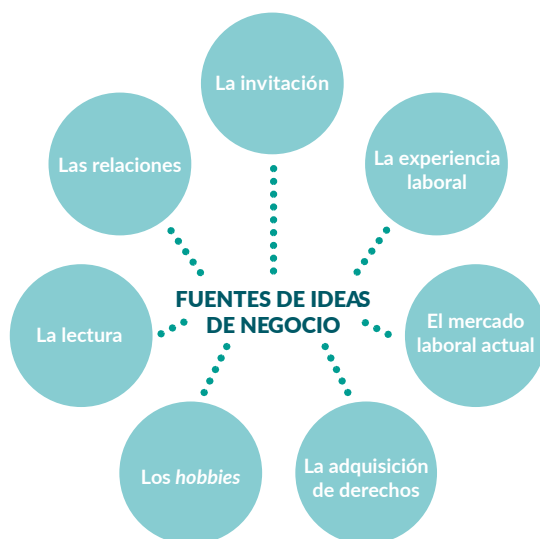 La invitación
La experiencia
laboral
El mercado
laboral actual
La adquisición
de derechos
Los hobbies
La lectura
Las relaciones
FUENTES DE IDEAS
DE NEGOCIO